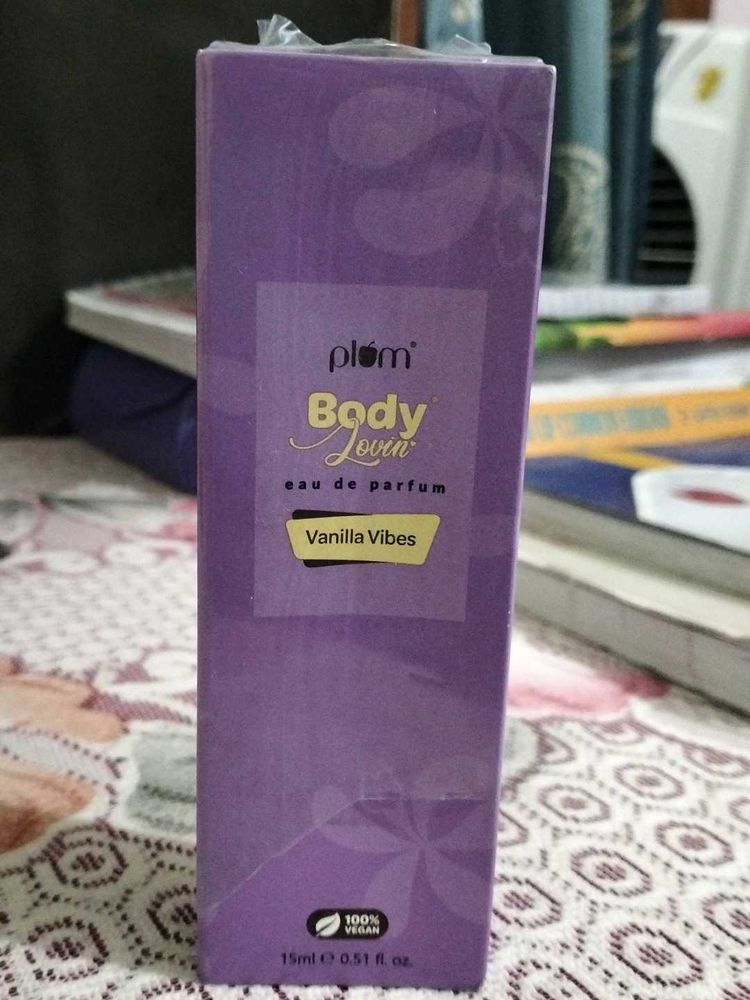 plum®
Body
Lovin'
eau de parfum
Vanilla Vibes
100%
VEGAN
15ml ℮ 0.51 fl. oz.